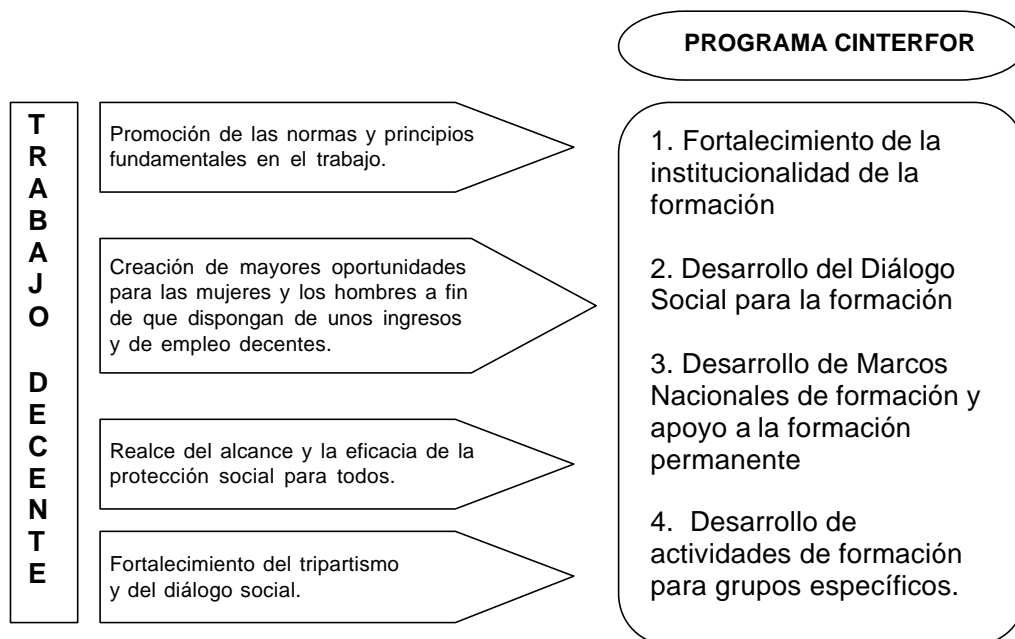 PROGRAMA CINTERFOR
TRABAJO DECENTE
Promoción de las normas y principios
fundamentales en el trabajo.
Creación de mayores oportunidades
para las mujeres y los hombres a fin
de que dispongan de unos ingresos
y de empleo decentes.
Realce del alcance y la eficacia de la
protección social para todos.
Fortalecimiento del tripartismo
y del diálogo social.
1. Fortalecimiento de la
institucionalidad de la
formación
2. Desarrollo del Diálogo
Social para la formación
3. Desarrollo de Marcos
Nacionales de formación y
apoyo a la formación
permanente
4. Desarrollo de
actividades de formación
para grupos específicos.